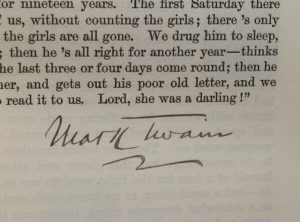 for nineteen years. The first Saturday there
f us, without counting the girls; there 's only
the girls are all gone. We drug him to sleep,
; then he 's all right for another year—thinks
he last three or four days come round; then he
her, and gets out his poor old letter, and we
o read it to us. Lord, she was a darling!"
Mark Twain